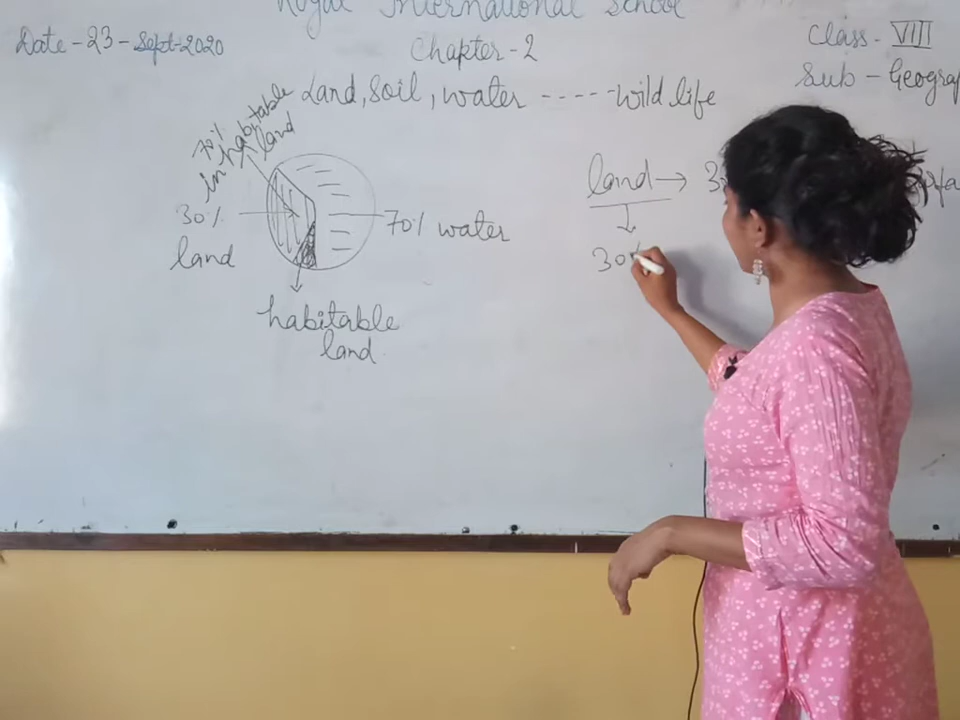 Royal International School
Date-23-Sept-2020
Chapter-2
Class- VIII
Sub - Geograp
Land, Soil, water -----wild life
70% inhabitable land
30% land
70% water
habitable
land
land → 3
30%